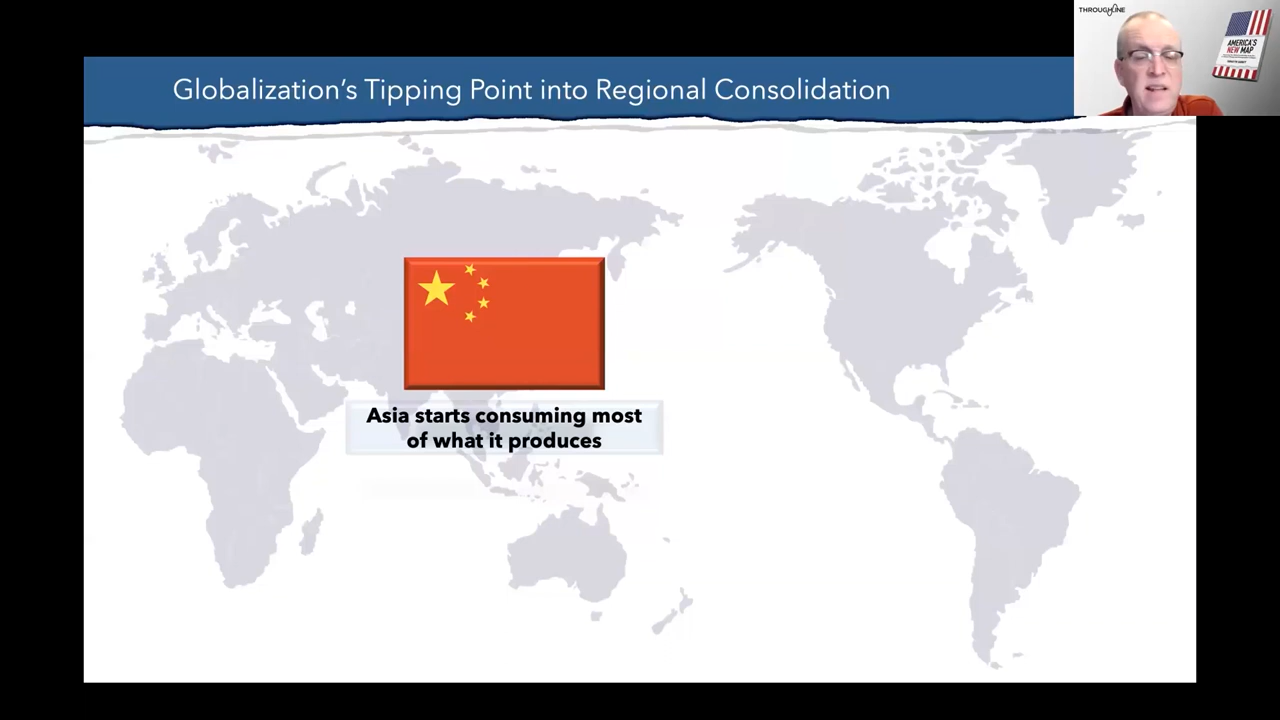 THROUGHLINE
AMERICA'S
NEW MAP
Globalization's Tipping Point into Regional Consolidation
Asia starts consuming most
of what it produces